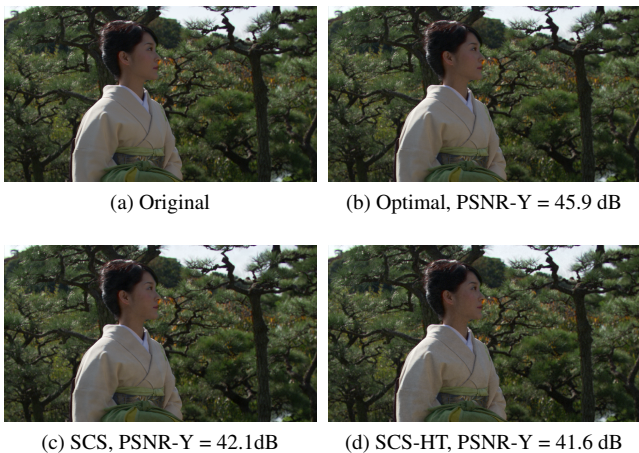 (a) Original
(b) Optimal, PSNR-Y = 45.9 dB
(c) SCS, PSNR-Y = 42.1dB
(d) SCS-HT, PSNR-Y = 41.6 dB